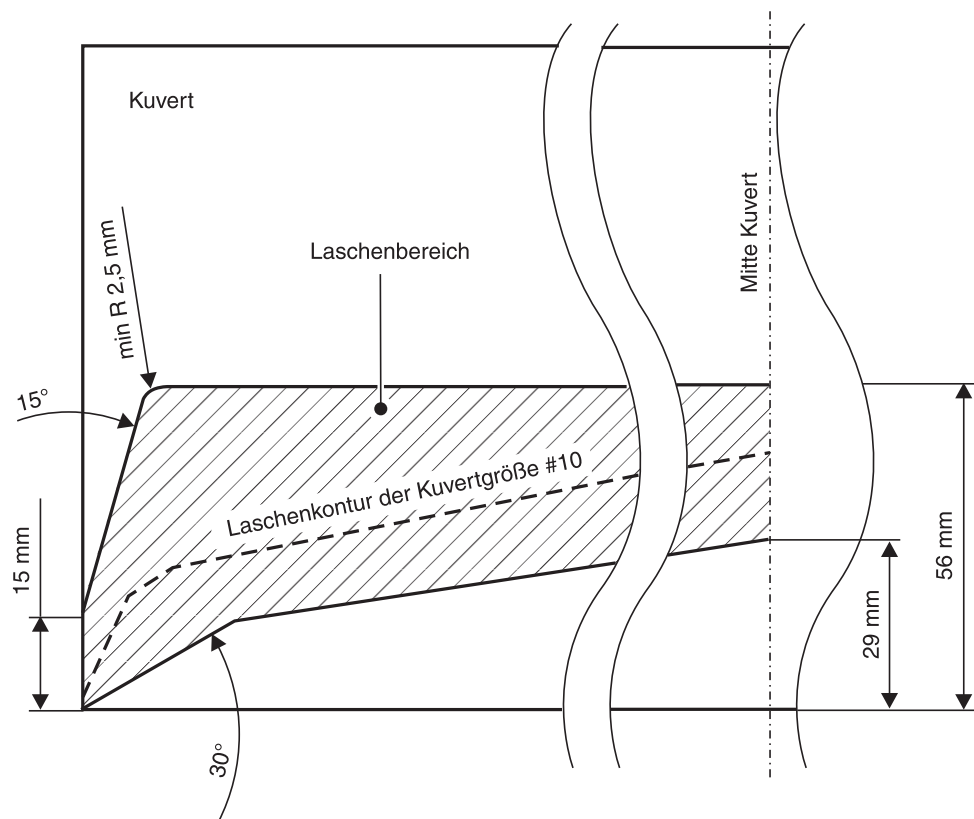 Kuvert
Mitte Kuvert
min R 2,5 mm
Laschenbereich
15°
Laschenkontur der Kuvertgröße #10
15 mm
56 mm
29 mm
30°